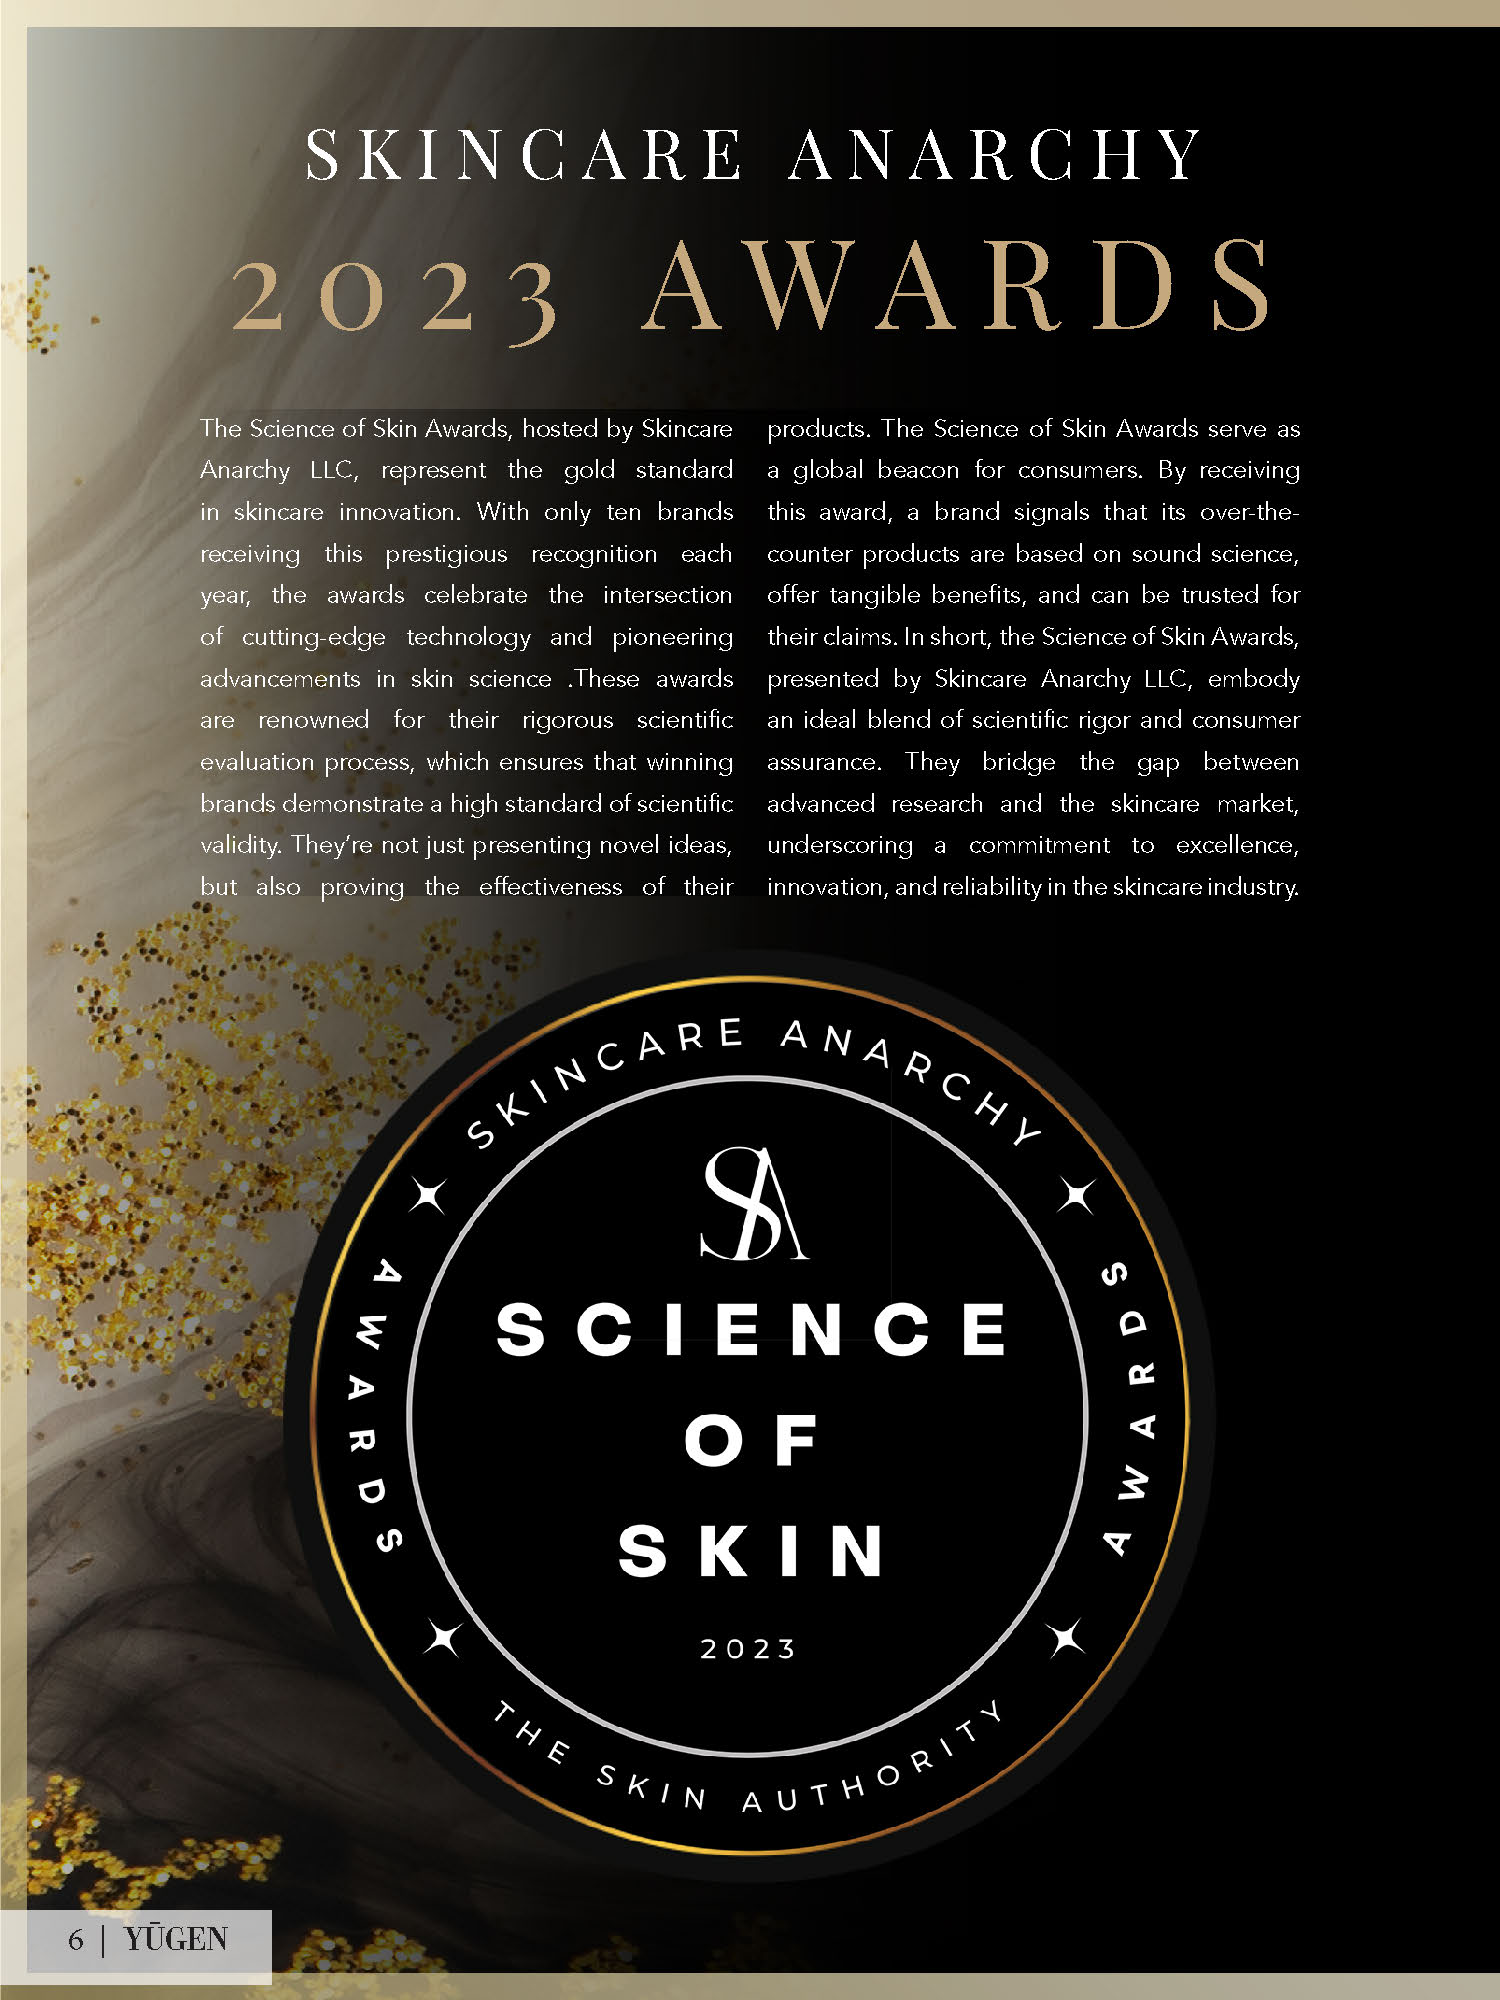 SKINCARE ANARCHY
2023 AWARDS
The Science of Skin Awards, hosted by Skincare
Anarchy LLC, represent the gold standard
in skincare innovation. With only ten brands
receiving this prestigious recognition each
year, the awards celebrate the intersection
of cutting-edge technology and pioneering
advancements in skin science .These awards
are renowned for their rigorous scientific
evaluation process, which ensures that winning
brands demonstrate a high standard of scientific
validity. They’re not just presenting novel ideas,
but also proving the effectiveness of their
products. The Science of Skin Awards serve as
a global beacon for consumers. By receiving
this award, a brand signals that its over-the-
counter products are based on sound science,
offer tangible benefits, and can be trusted for
their claims. In short, the Science of Skin Awards,
presented by Skincare Anarchy LLC, embody
an ideal blend of scientific rigor and consumer
assurance. They bridge the gap between
advanced research and the skincare market,
underscoring a commitment to excellence,
innovation, and reliability in the skincare industry.
SKINCARE ANARCHY
AWARDS
AWARDS
SA
SCIENCE
OF
SKIN
2023
THE SKIN AUTHORITY
6 | YŪGEN